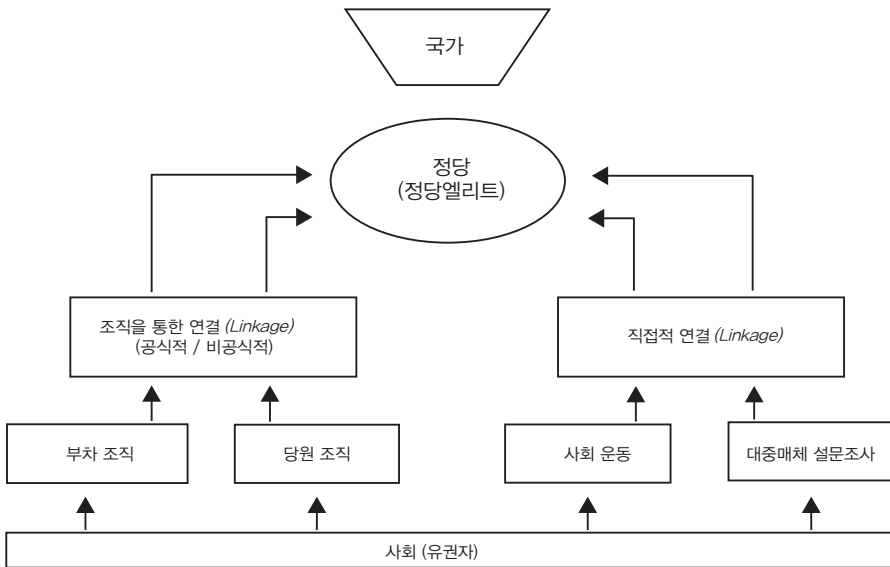 국가
정당
(정당엘리트)
조직을 통한 연결 (Linkage)
(공식적 / 비공식적)
직접적 연결 (Linkage)
부차 조직
당원 조직
사회 운동
대중매체 설문조사
사회 (유권자)